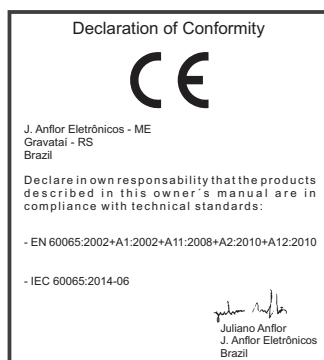 Declaration of Conformity
CE
J. Anflor Eletrônicos - ME
Gravataí - RS
Brazil
Declare in own responsability that the products
described in this owner´s manual are in
compliance with technical standards:
- EN 60065:2002+A1:2002+A11:2008+A2:2010+A12:2010
- IEC 60065:2014-06
Juliano Anflor
J. Anflor Eletrônicos
Brazil